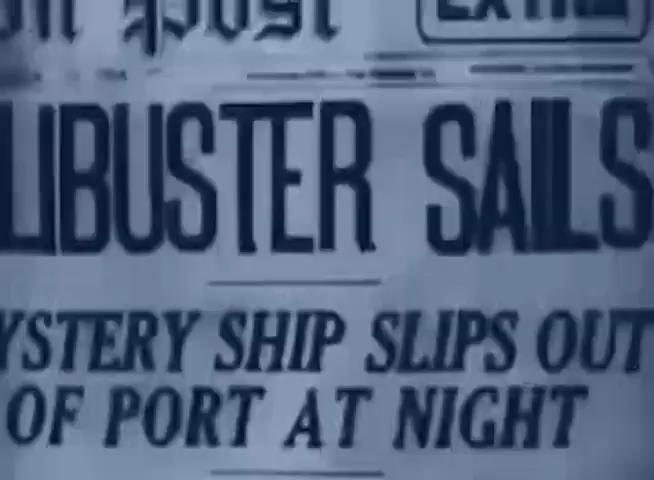 Post EXTRA
LIBUSTER SAILS
YSTERY SHIP SLIPS OUT
OF PORT AT NIGHT